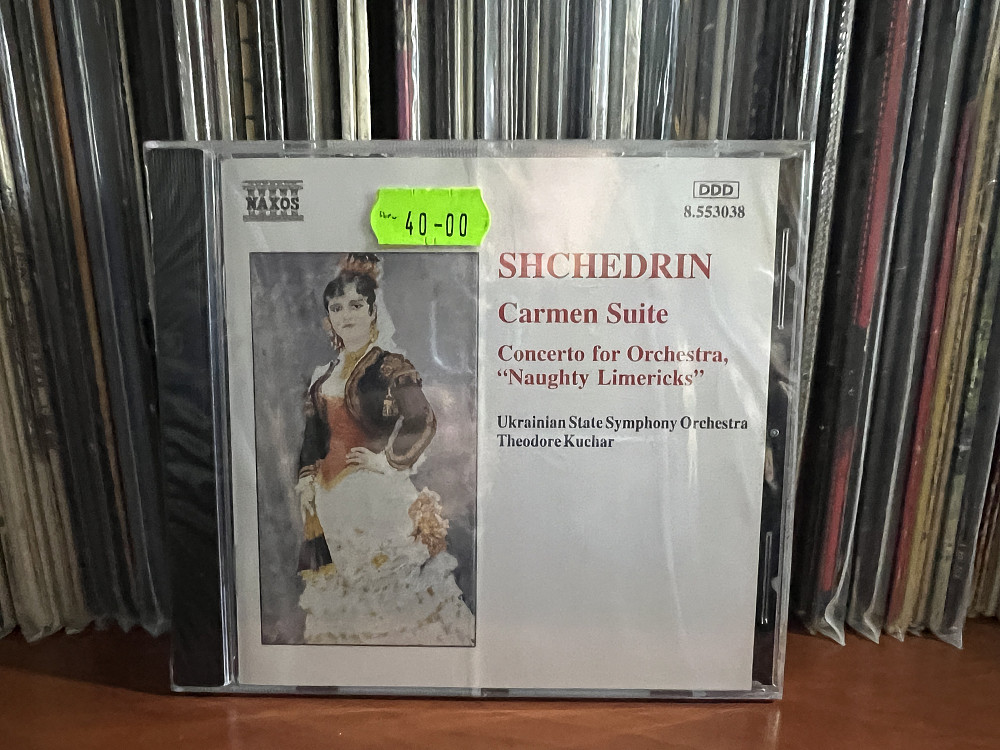 NAXOS
40-00
DDD
8.553038
SHCHEDRIN
Carmen Suite
Concerto for Orchestra,
“Naughty Limericks”
Ukrainian State Symphony Orchestra
Theodore Kuchar